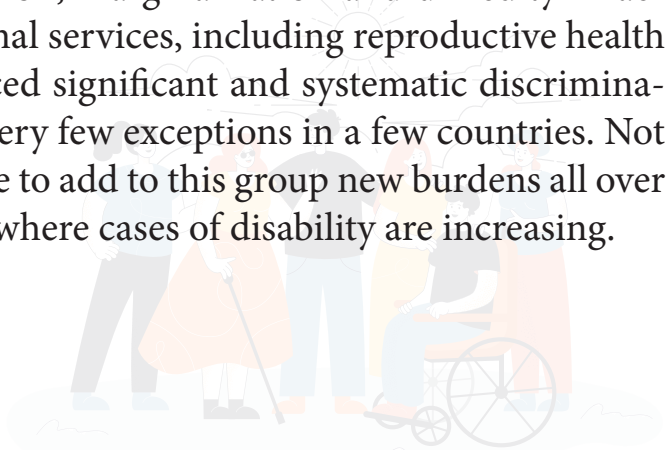 nal services, including reproductive health
ced significant and systematic discrimina-
ery few exceptions in a few countries. Not
e to add to this group new burdens all over
where cases of disability are increasing.